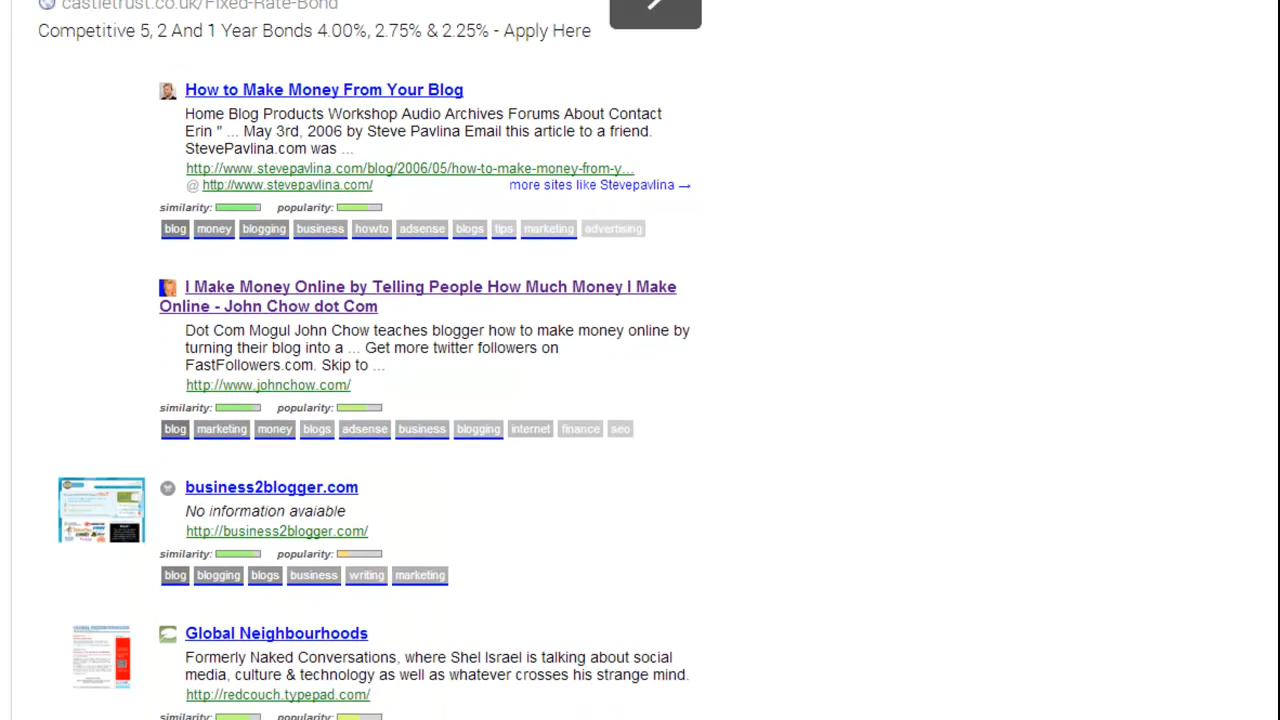 castletrust.co.uk/Fixed-Rate-Bond
Competitive 5, 2 And 1 Year Bonds 4.00%, 2.75% & 2.25% - Apply Here
How to Make Money From Your Blog
Home Blog Products Workshop Audio Archives Forums About Contact
Erin " ... May 3rd, 2006 by Steve Pavlina Email this article to a friend.
StevePavlina.com was ...
http://www.stevepavlina.com/blog/2006/05/how-to-make-money-from-y...
@ http://www.stevepavlina.com/ more sites like Stevepavlina →
similarity: popularity:
blog money blogging business howto adsense blogs tips marketing advertising
I Make Money Online by Telling People How Much Money I Make
Online - John Chow dot Com
Dot Com Mogul John Chow teaches blogger how to make money online by
turning their blog into a ... Get more twitter followers on
FastFollowers.com. Skip to ...
http://www.johnchow.com/
similarity: popularity:
blog marketing money blogs adsense business blogging internet finance seo
business2blogger.com
No information avaiable
http://business2blogger.com/
similarity: popularity:
blog blogging blogs business writing marketing
Global Neighbourhoods
Formerly Naked Conversations, where Shel Israel is talking about social
media, culture & technology as well as whatever crosses his strange mind.
http://redcouch.typepad.com/
similarity: popularity: